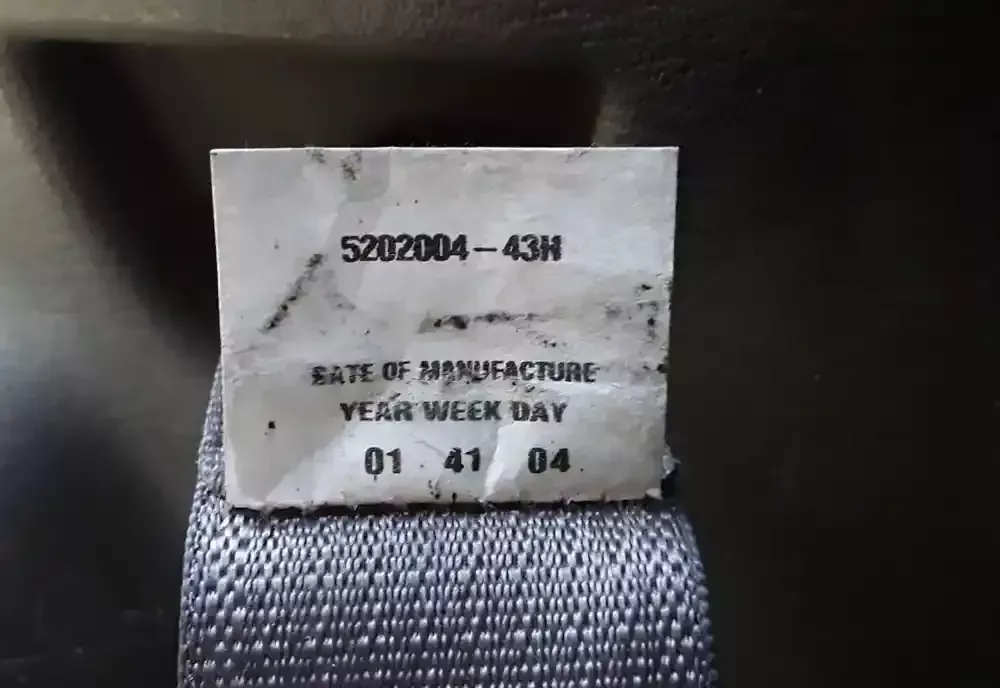 5202004-43H
DATE OF MANUFACTURE
YEAR WEEK DAY
01 41 04